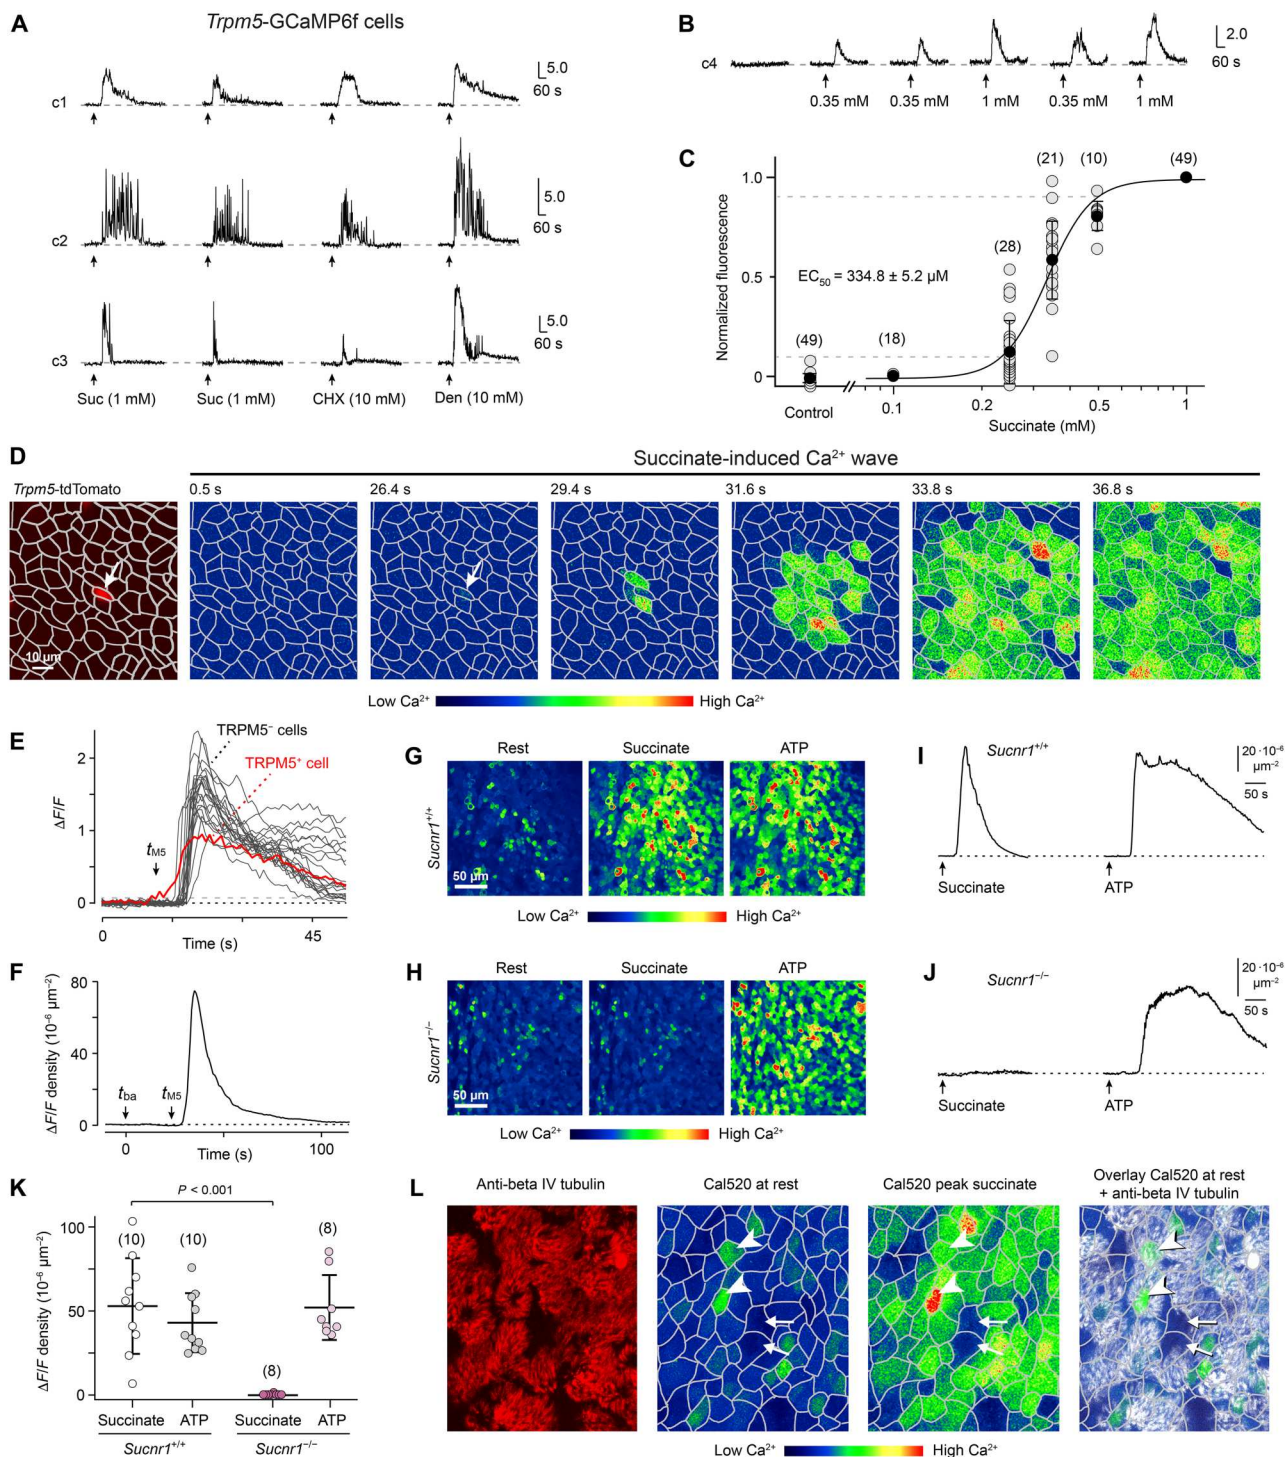 A
Trpm5-GCaMP6f cells
c1
5.0
60 s
c2
5.0
60 s
c3
5.0
60 s
Suc (1 mM)
Suc (1 mM)
CHX (10 mM)
Den (10 mM)
B
c4
2.0
60 s
0.35 mM
0.35 mM
1 mM
0.35 mM
1 mM
C
Normalized fluorescence
1.0
0.5
0
(49)
(18)
(28)
(21)
(10)
(49)
EC50 = 334.8 ± 5.2 µM
Control
0.1
0.2
0.5
1
Succinate (mM)
D
Succinate-induced Ca²⁺ wave
Trpm5-tdTomato
0.5 s
26.4 s
29.4 s
31.6 s
33.8 s
36.8 s
10 µm
Low Ca²⁺
High Ca²⁺
E
TRPM5⁻ cells
TRPM5⁺ cell
ΔF/F
2
1
0
tM5
0
45
Time (s)
F
ΔF/F density (10⁻⁶ µm⁻²)
80
40
0
tba
tM5
0
100
Time (s)
G
Rest
Succinate
ATP
Sucnr1⁺/⁺
50 µm
Low Ca²⁺
High Ca²⁺
H
Rest
Succinate
ATP
Sucnr1⁻/⁻
50 µm
Low Ca²⁺
High Ca²⁺
I
Sucnr1⁺/⁺
20 ·10⁻⁶
µm⁻²
50 s
Succinate
ATP
J
Sucnr1⁻/⁻
20 ·10⁻⁶
µm⁻²
50 s
Succinate
ATP
K
P < 0.001
ΔF/F density (10⁻⁶ µm⁻²)
100
50
0
(10)
(10)
(8)
(8)
Succinate
ATP
Succinate
ATP
Sucnr1⁺/⁺
Sucnr1⁻/⁻
L
Anti-beta IV tubulin
Cal520 at rest
Cal520 peak succinate
Overlay Cal520 at rest
+ anti-beta IV tubulin
Low Ca²⁺
High Ca²⁺